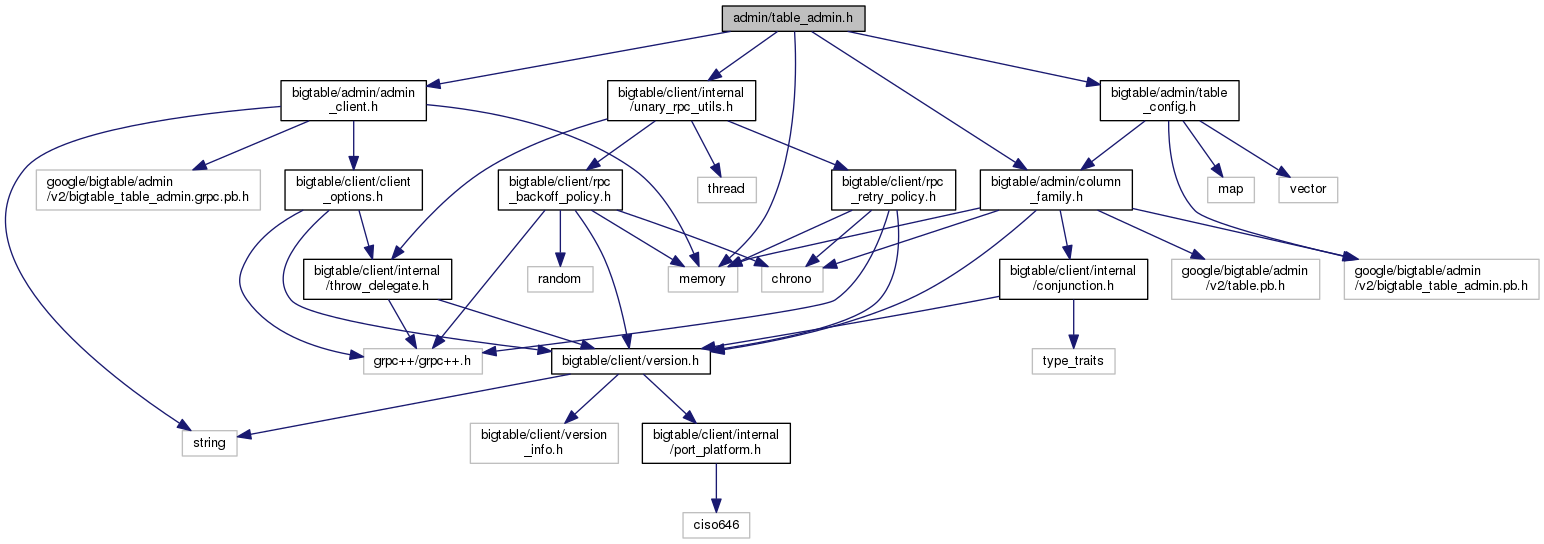 admin/table_admin.h
bigtable/admin/admin
_client.h
bigtable/client/internal
/unary_rpc_utils.h
bigtable/admin/table
_config.h
google/bigtable/admin
/v2/bigtable_table_admin.grpc.pb.h
bigtable/client/client
_options.h
bigtable/client/rpc
_backoff_policy.h
thread
bigtable/client/rpc
_retry_policy.h
bigtable/admin/column
_family.h
map
vector
bigtable/client/internal
/throw_delegate.h
random
memory
chrono
bigtable/client/internal
/conjunction.h
google/bigtable/admin
/v2/table.pb.h
google/bigtable/admin
/v2/bigtable_table_admin.pb.h
grpc++/grpc++.h
bigtable/client/version.h
type_traits
string
bigtable/client/version
_info.h
bigtable/client/internal
/port_platform.h
ciso646